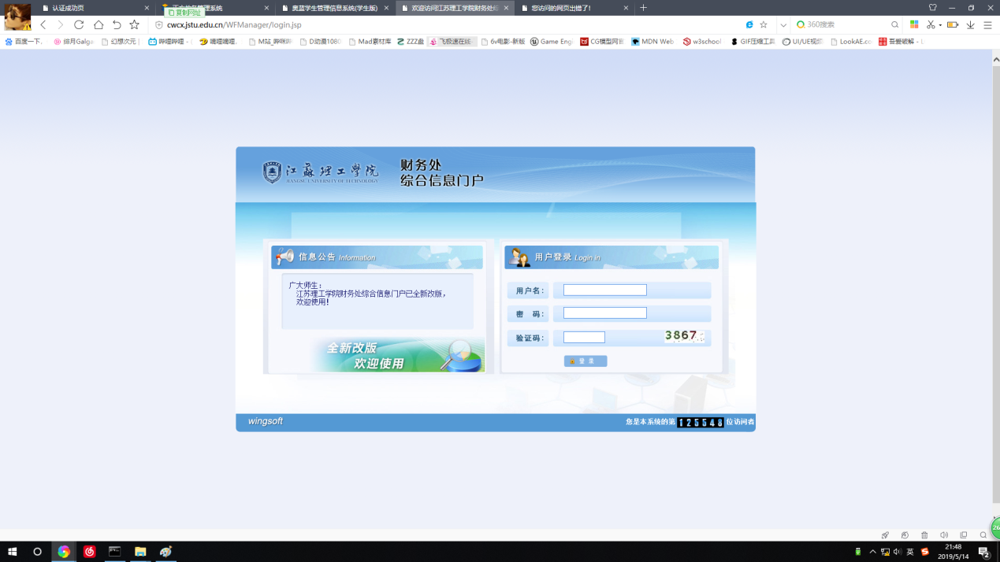 认证成功页
复制网址
黑蓝学生管理信息系统(学生版)
欢迎访问江苏理工学院财务处综
您访问的网页出错了!
cwcx.jstu.edu.cn/WFManager/login.jsp
360搜索
百度一下,
绯月Galga
幻想次元
哔哩哔哩 -
嘀哩嘀哩.
D动漫1080
Mad素材库
ZZZ盘
飞极速在线-
6v电影-新版
Game Engi
CG模型网官
MDN Web
w3school
GIF压缩工具
UI/UE视频
LookAE.co
吾爱破解 - L
江蘇理工學院
JIANGSU UNIVERSITY OF TECHNOLOGY
财务处
综合信息门户
信息公告 Information
用户登录 Login in
广大师生:
江苏理工学院财务处综合信息门户已全新改版,
欢迎使用!
用户名:
密 码:
验证码:
3867
登 录
全新改版
欢迎使用
wingsoft
您是本系统的第 125548 位访问者
英
21:48
2019/5/14
2